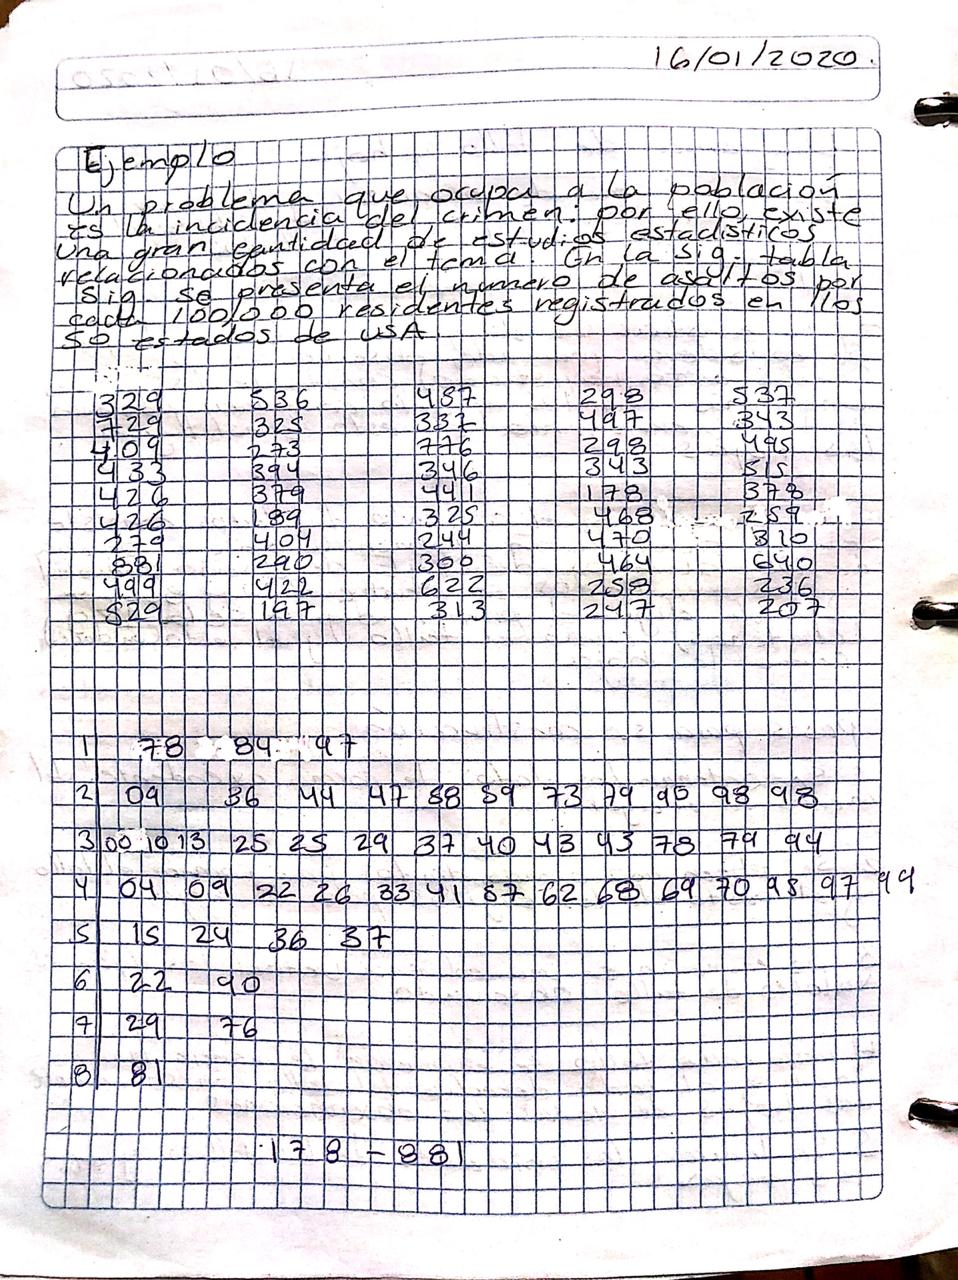 16/01/2020.
Ejemplo
Un problema que ocupa a la población
es la incidencia del crimen: por ello existe
una gran cantidad de estudios estadisticos
relacionados con el tema. En la sig. tabla
sig. se presenta el numero de asaltos por
cada 100,000 residentes registrados en los
50 estados de USA
329 536 457 298 537
729 325 337 497 343
409 273 776 298 495
433 394 346 343 515
426 379 441 178 378
426 189 325 468 259
279 404 244 470 310
881 290 300 464 640
499 422 622 258 236
529 197 313 247 207
1 78 89 97
2 09 36 44 47 58 59 73 79 90 98 98
3 00 10 13 25 25 29 37 40 43 43 78 79 94
4 04 09 22 26 33 41 57 62 68 69 70 98 97 99
5 15 24 36 37
6 22 90
7 29 76
8 81
178 - 881